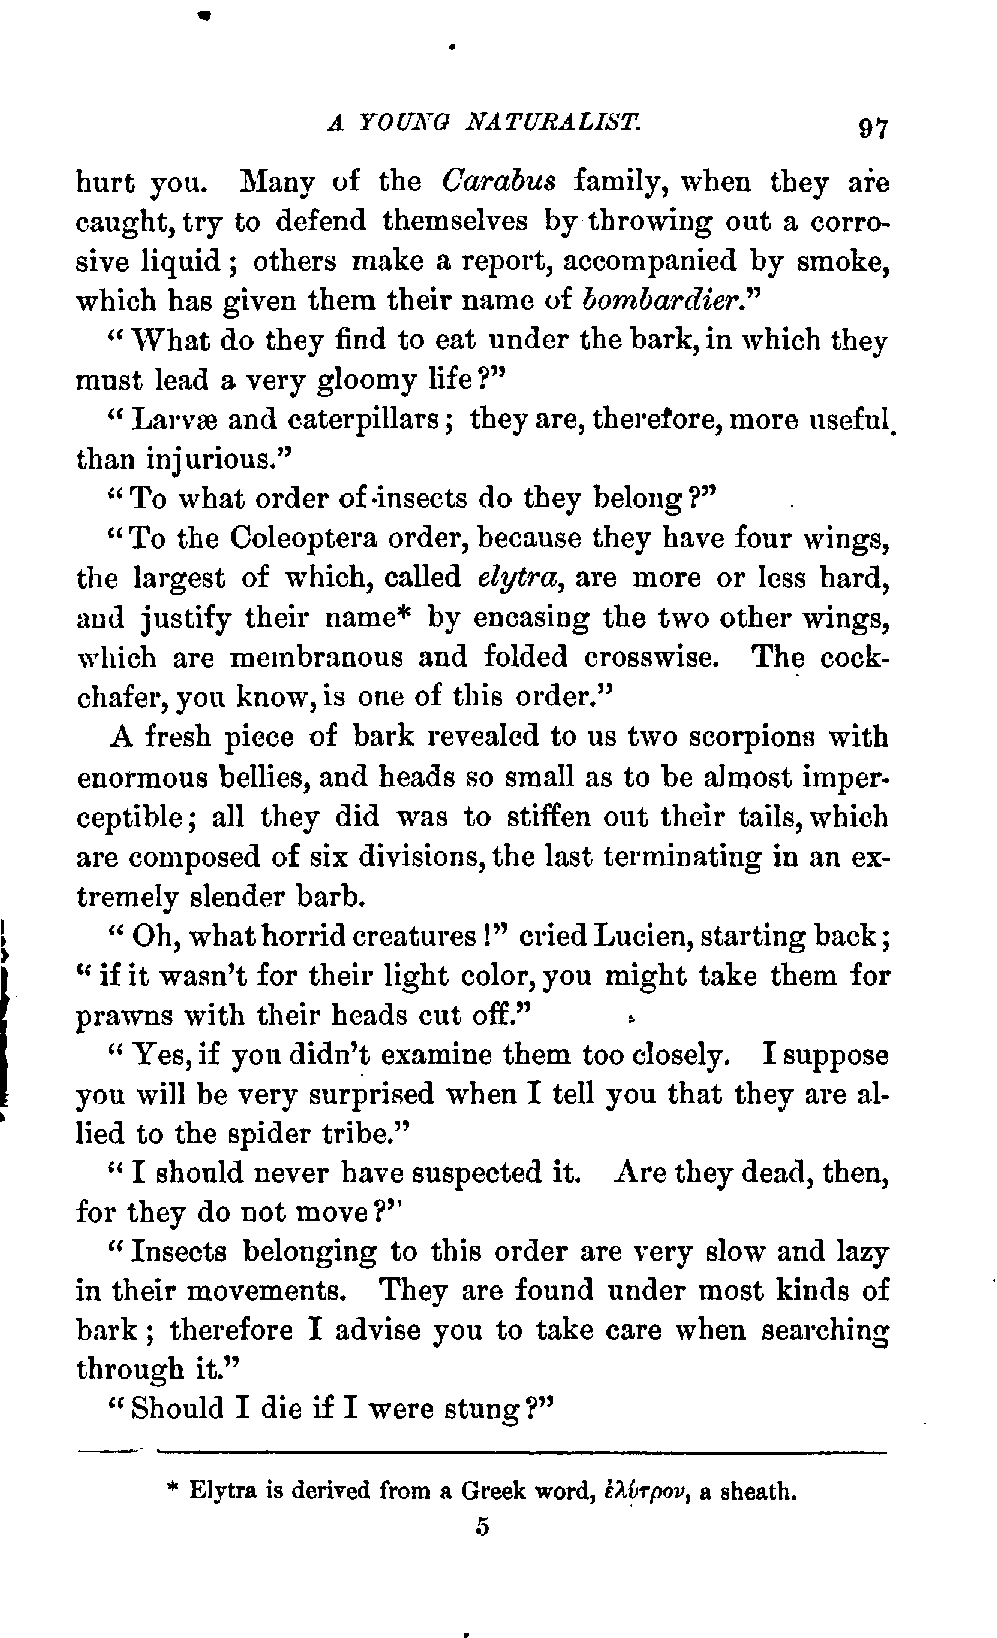 A YOUNG NATURALIST. 97
hurt you. Many of the Carabus family, when they are
caught, try to defend themselves by throwing out a corro-
sive liquid; others make a report, accompanied by smoke,
which has given them their name of bombardier."
"What do they find to eat under the bark, in which they
must lead a very gloomy life?"
"Larvæ and caterpillars; they are, therefore, more useful
than injurious."
"To what order of insects do they belong?"
"To the Coleoptera order, because they have four wings,
the largest of which, called elytra, are more or less hard,
and justify their name* by encasing the two other wings,
which are membranous and folded crosswise. The cock-
chafer, you know, is one of this order."
A fresh piece of bark revealed to us two scorpions with
enormous bellies, and heads so small as to be almost imper-
ceptible; all they did was to stiffen out their tails, which
are composed of six divisions, the last terminating in an ex-
tremely slender barb.
"Oh, what horrid creatures!" cried Lucien, starting back;
"if it wasn't for their light color, you might take them for
prawns with their heads cut off."
"Yes, if you didn't examine them too closely. I suppose
you will be very surprised when I tell you that they are al-
lied to the spider tribe."
"I should never have suspected it. Are they dead, then,
for they do not move?"
"Insects belonging to this order are very slow and lazy
in their movements. They are found under most kinds of
bark; therefore I advise you to take care when searching
through it."
"Should I die if I were stung?"
* Elytra is derived from a Greek word, ἐλύτρον, a sheath.
5